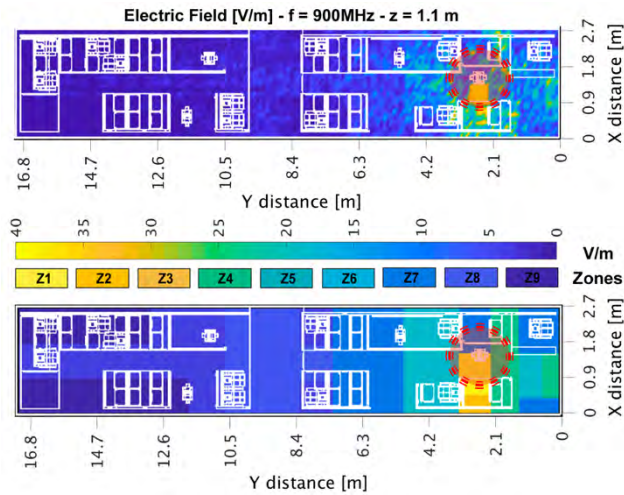 Electric Field [V/m] - f = 900MHz - z = 1.1 m
2.7
1.8
0.9
0
X distance [m]
16.8 14.7 12.6 10.5 8.4 6.3 4.2 2.1 0
Y distance [m]
40 35 30 25 20 15 10 5 0
V/m
Z1 Z2 Z3 Z4 Z5 Z6 Z7 Z8 Z9 Zones
2.7
1.8
0.9
0
X distance [m]
16.8 14.7 12.6 10.5 8.4 6.3 4.2 2.1 0
Y distance [m]